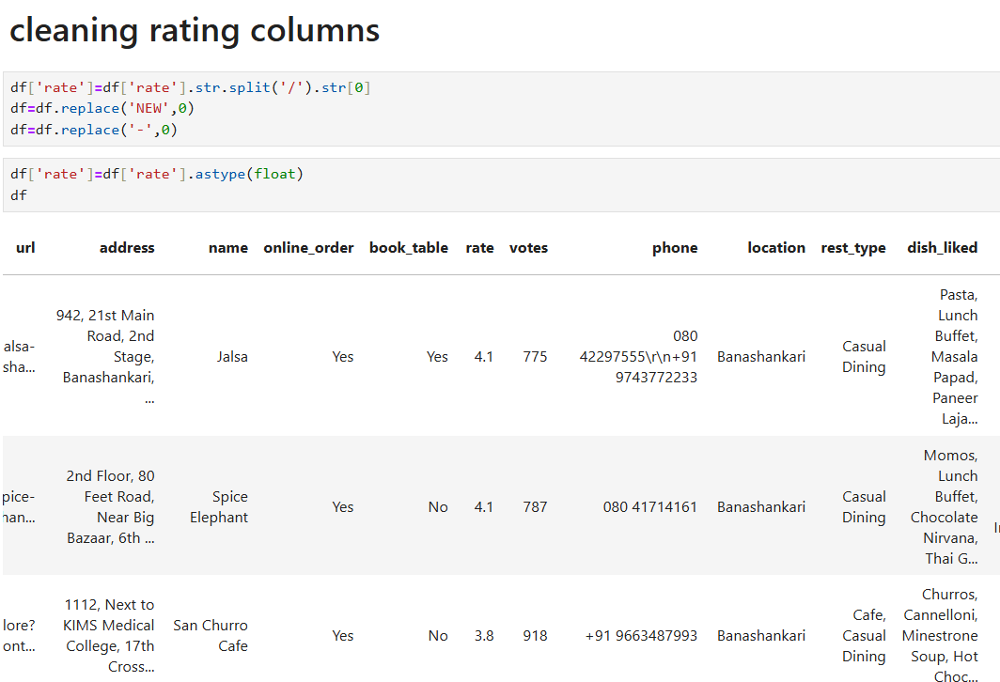 cleaning rating columns
df['rate']=df['rate'].str.split('/').str[0]
df=df.replace('NEW',0)
df=df.replace('-',0)
df['rate']=df['rate'].astype(float)
df
url address name online_order book_table rate votes phone location rest_type dish_liked
alsa-
sha...
942, 21st Main
Road, 2nd
Stage,
Banashankari,
...
Jalsa
Yes
Yes
4.1
775
080
42297555\r\n+91
9743772233
Banashankari
Casual
Dining
Pasta,
Lunch
Buffet,
Masala
Papad,
Paneer
Laja...
pice-
han...
2nd Floor, 80
Feet Road,
Near Big
Bazaar, 6th ...
Spice
Elephant
Yes
No
4.1
787
080 41714161
Banashankari
Casual
Dining
Momos,
Lunch
Buffet,
Chocolate
Nirvana,
Thai G...
lore?
ont...
1112, Next to
KIMS Medical
College, 17th
Cross...
San Churro
Cafe
Yes
No
3.8
918
+91 9663487993
Banashankari
Cafe,
Casual
Dining
Churros,
Cannelloni,
Minestrone
Soup, Hot
Choc...